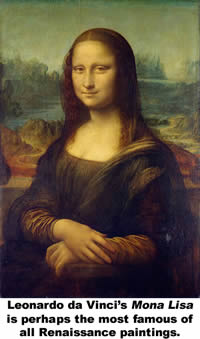 Leonardo da Vinci's Mona Lisa
is perhaps the most famous of
all Renaissance paintings.